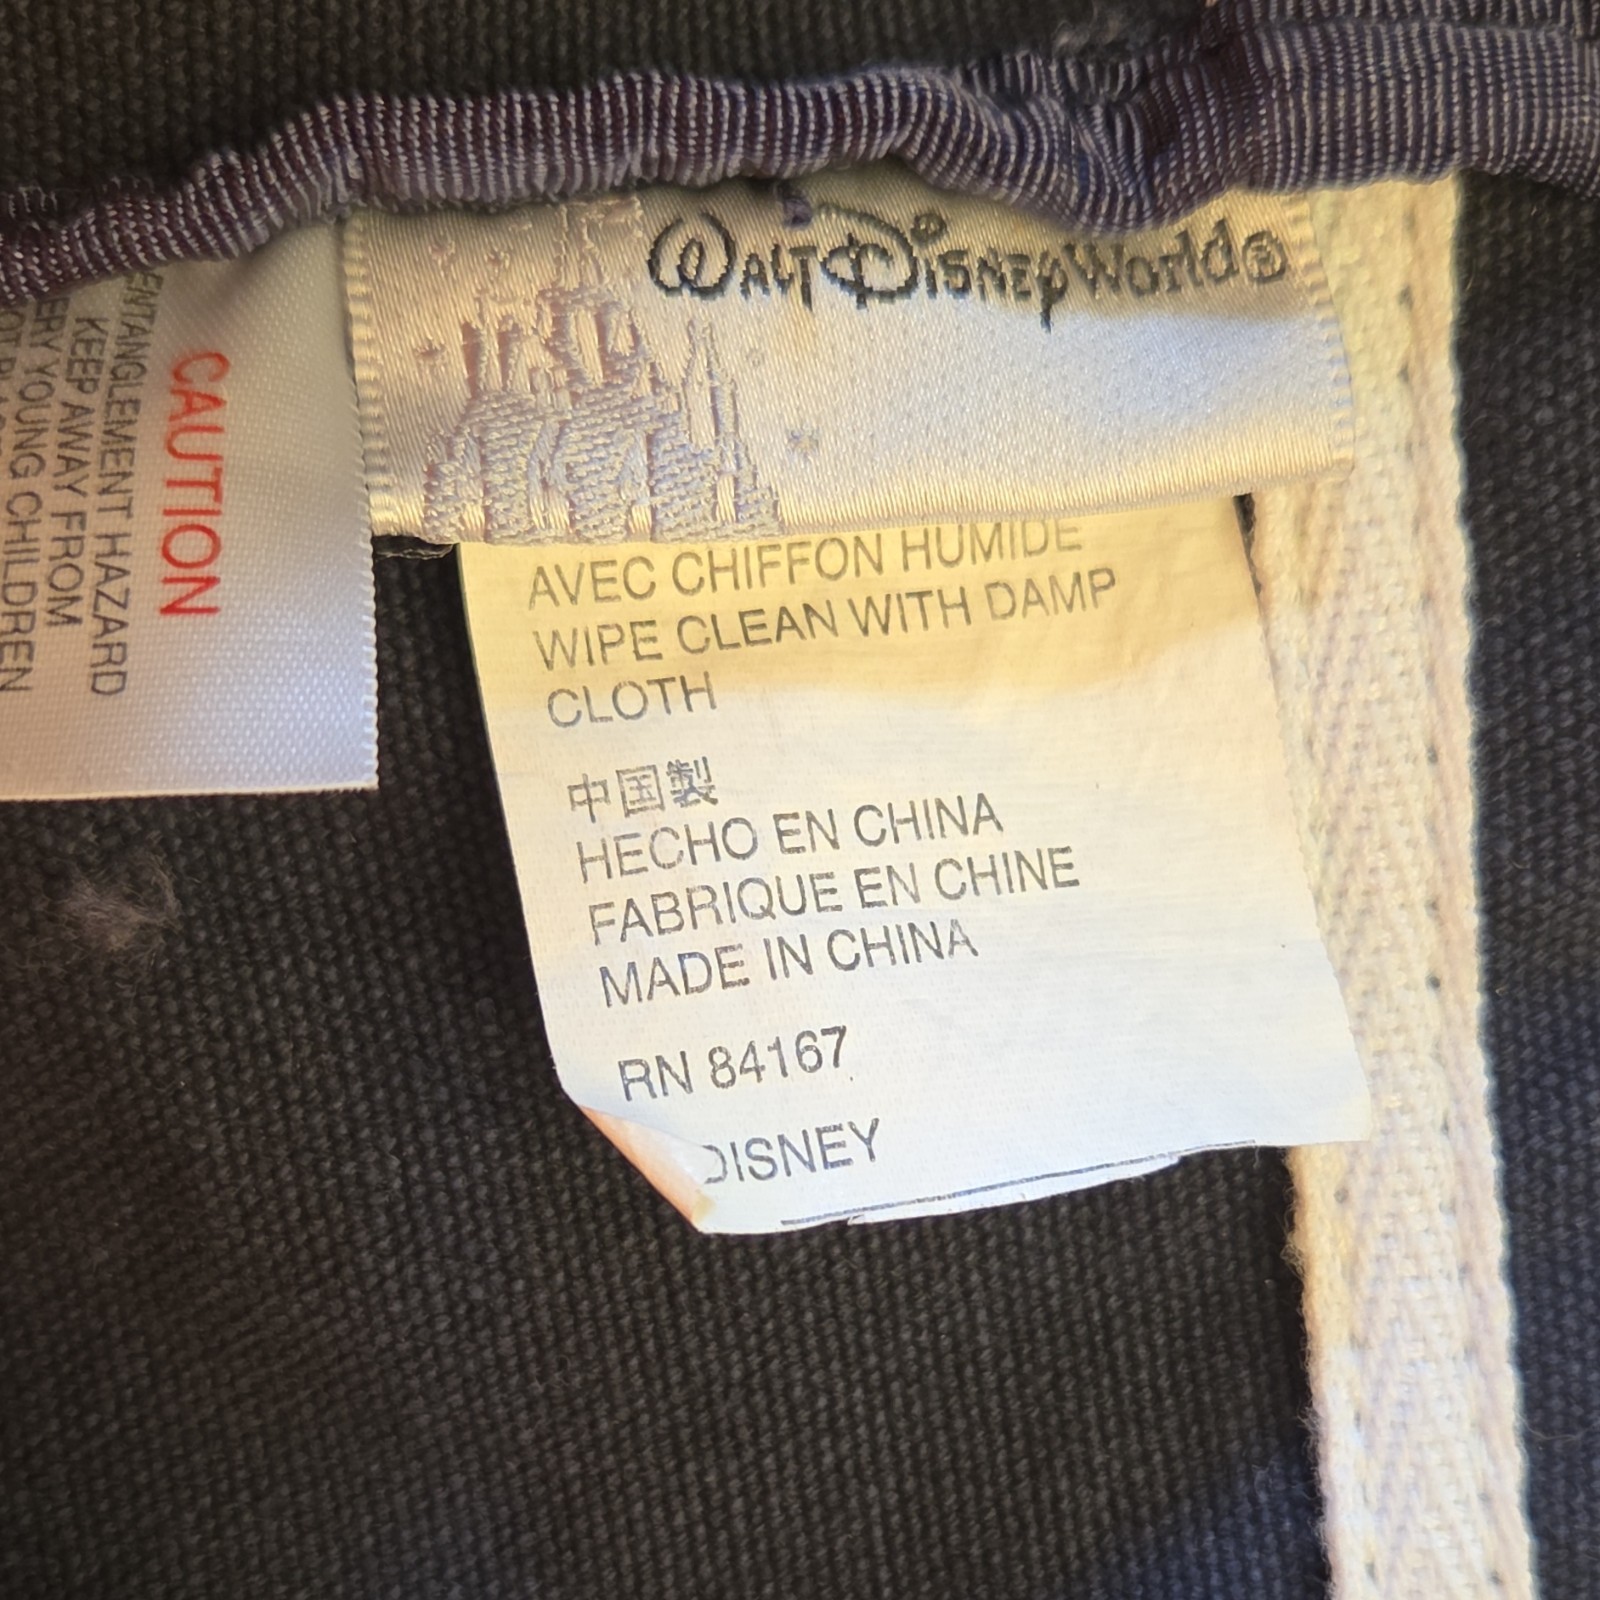 Walt Disney World®
CAUTION
ENTANGLEMENT HAZARD
KEEP AWAY FROM
YOUNG CHILDREN
AVEC CHIFFON HUMIDE
WIPE CLEAN WITH DAMP
CLOTH
中国製
HECHO EN CHINA
FABRIQUE EN CHINE
MADE IN CHINA
RN 84167
DISNEY